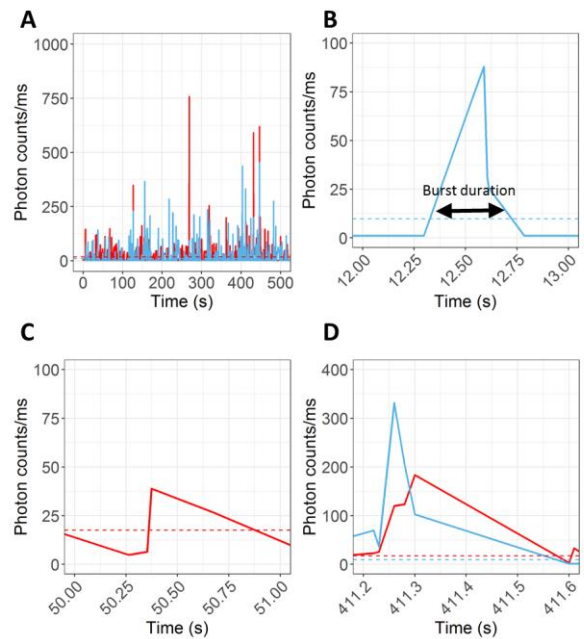 A
Photon counts/ms
1000
750
500
250
0
0 100 200 300 400 500
Time (s)
B
Photon counts/ms
100
75
50
25
0
Burst duration
12.00 12.25 12.50 12.75 13.00
Time (s)
C
Photon counts/ms
100
75
50
25
0
50.00 50.25 50.50 50.75 51.00
Time (s)
D
Photon counts/ms
400
300
200
100
0
411.2 411.3 411.4 411.5 411.6
Time (s)